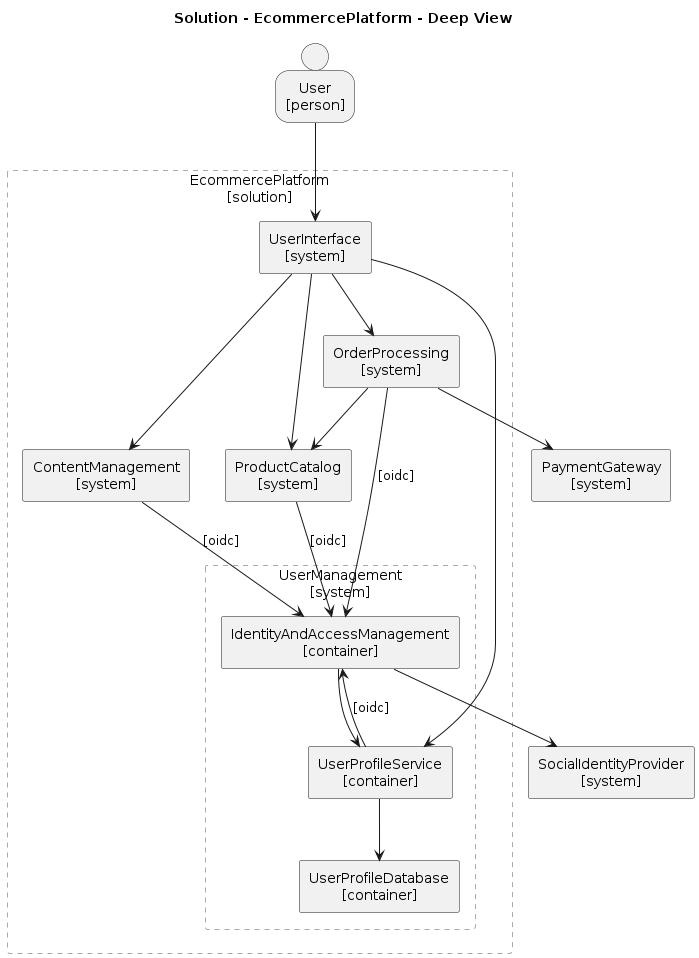 Solution - EcommercePlatform - Deep View
User
[person]
EcommercePlatform
[solution]
UserInterface
[system]
OrderProcessing
[system]
ContentManagement
[system]
ProductCatalog
[system]
[oidc]
PaymentGateway
[system]
[oidc]
[oidc]
UserManagement
[system]
IdentityAndAccessManagement
[container]
[oidc]
UserProfileService
[container]
SocialIdentityProvider
[system]
UserProfileDatabase
[container]